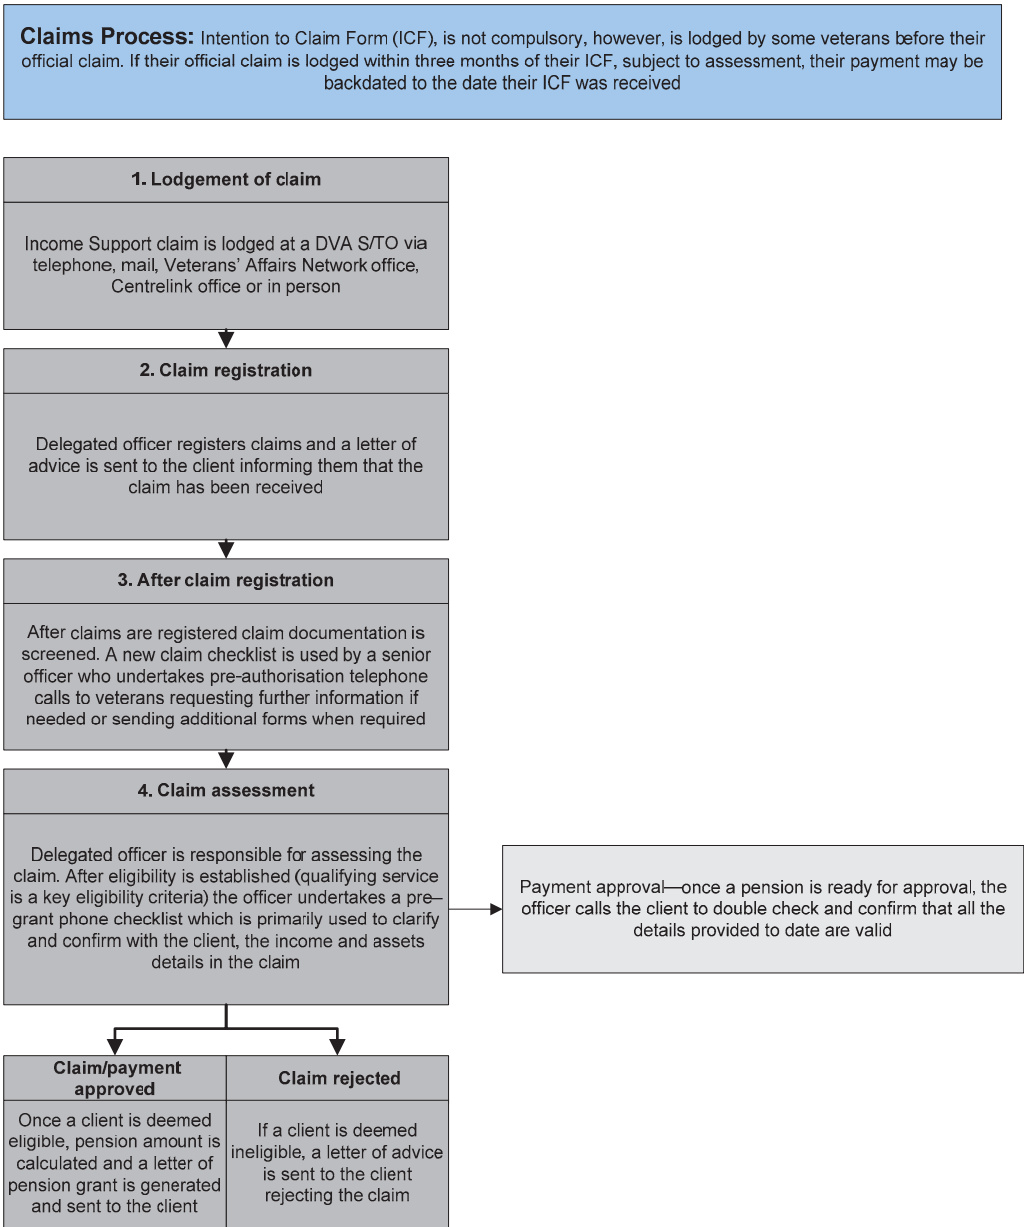 Claims Process: Intention to Claim Form (ICF), is not compulsory, however, is lodged by some veterans before their
official claim. If their official claim is lodged within three months of their ICF, subject to assessment, their payment may be
backdated to the date their ICF was received
1. Lodgement of claim
Income Support claim is lodged at a DVA S/TO via
telephone, mail, Veterans' Affairs Network office,
Centrelink office or in person
2. Claim registration
Delegated officer registers claims and a letter of
advice is sent to the client informing them that the
claim has been received
3. After claim registration
After claims are registered claim documentation is
screened. A new claim checklist is used by a senior
officer who undertakes pre-authorisation telephone
calls to veterans requesting further information if
needed or sending additional forms when required
4. Claim assessment
Delegated officer is responsible for assessing the
claim. After eligibility is established (qualifying service
is a key eligibility criteria) the officer undertakes a pre–
grant phone checklist which is primarily used to clarify
and confirm with the client, the income and assets
details in the claim
Payment approval—once a pension is ready for approval, the
officer calls the client to double check and confirm that all the
details provided to date are valid
Claim/payment
approved
Once a client is deemed
eligible, pension amount is
calculated and a letter of
pension grant is generated
and sent to the client
Claim rejected
If a client is deemed
ineligible, a letter of advice
is sent to the client
rejecting the claim